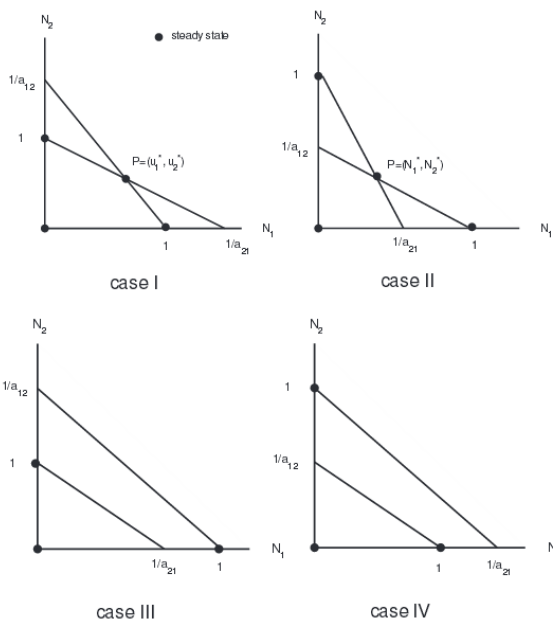 N2
steady state
1/a12
1
P=(u1*, u2*)
N1
1
1/a21
case I
N2
1
1/a12
P=(N1*, N2*)
N1
1/a21
1
case II
N2
1/a12
1
N1
1/a21
1
case III
N2
1
1/a12
N
1
1/a21
case IV